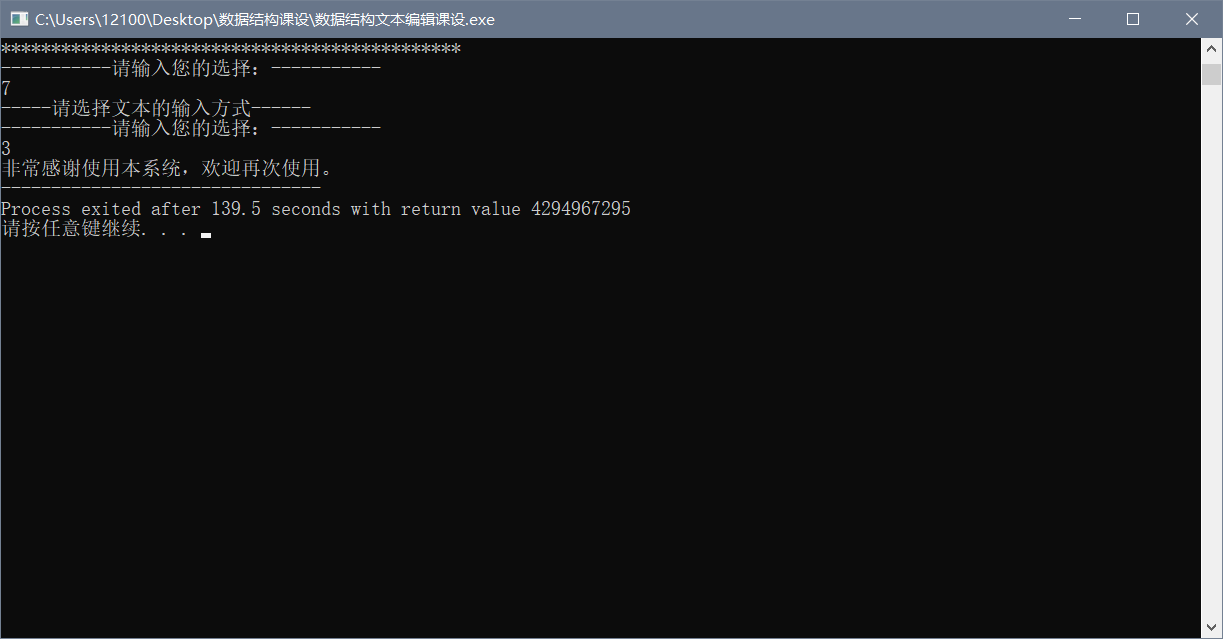 C:\Users\12100\Desktop\数据结构课设\数据结构文本编辑课设.exe
**********************************************
-----------请输入您的选择：-----------
7
-----请选择文本的输入方式------
-----------请输入您的选择：-----------
3
非常感谢使用本系统，欢迎再次使用。
--------------------------------
Process exited after 139.5 seconds with return value 4294967295
请按任意键继续. . .